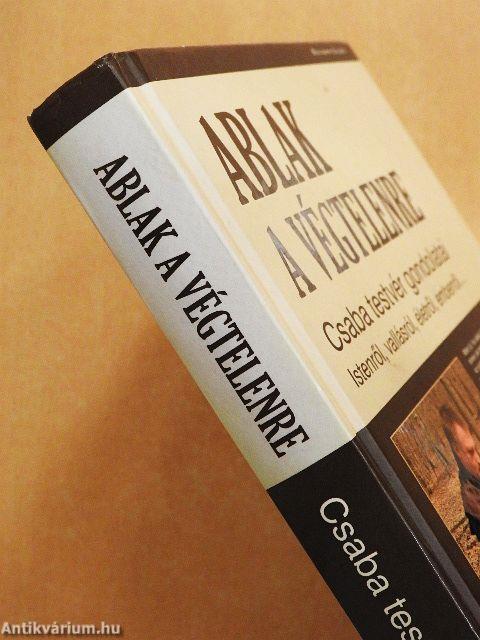 ABLAK
A VÉGTELENRE
Csaba testvér gondolatai
Istenről, vallásról, életről, emberről...
ABLAK A VÉGTELENRE
Csaba tes
Antikvárium.hu